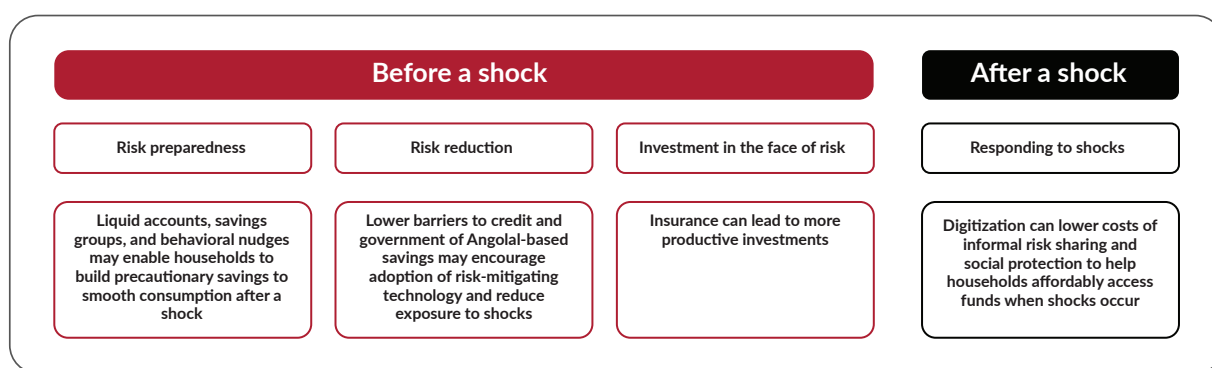 Before a shock
After a shock
Risk preparedness
Risk reduction
Investment in the face of risk
Responding to shocks
Liquid accounts, savings
groups, and behavioral nudges
may enable households to
build precautionary savings to
smooth consumption after a
shock
Lower barriers to credit and
government of Angolal-based
savings may encourage
adoption of risk-mitigating
technology and reduce
exposure to shocks
Insurance can lead to more
productive investments
Digitization can lower costs of
informal risk sharing and
social protection to help
households affordably access
funds when shocks occur